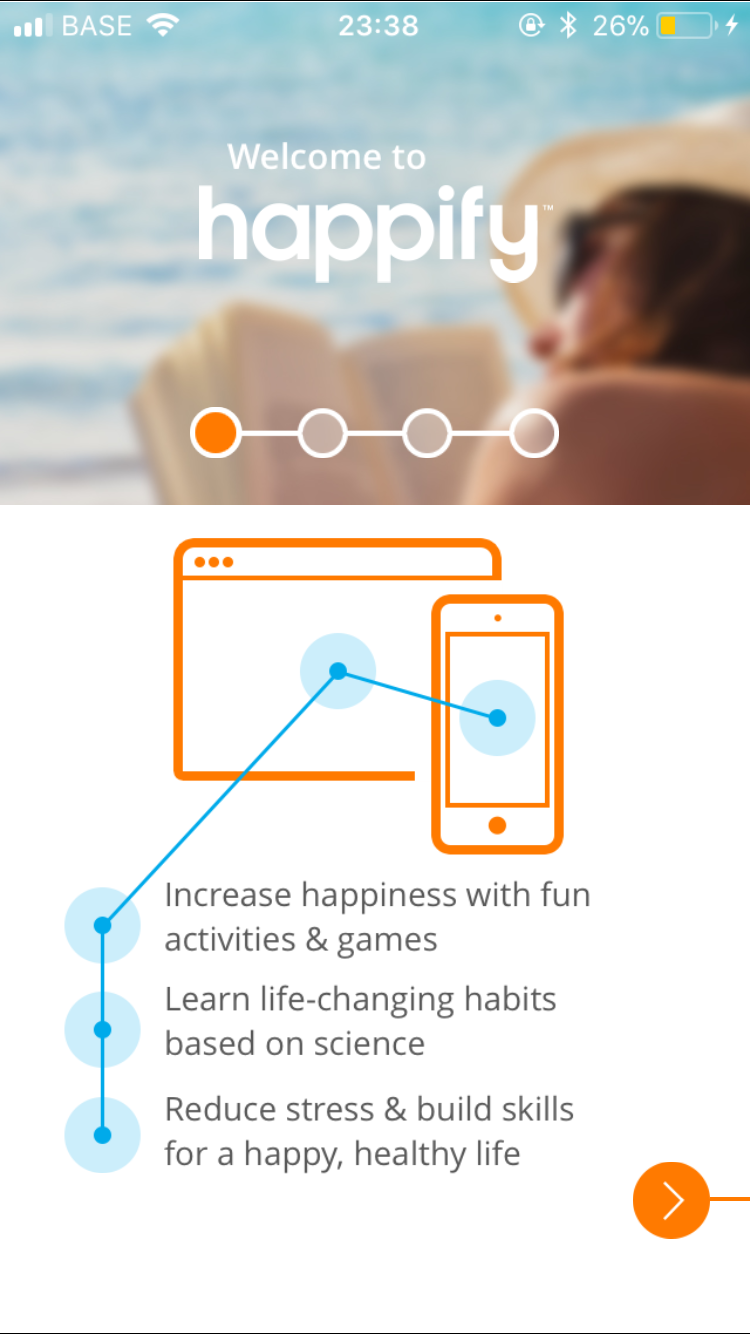 BASE 23:38 26%
Welcome to
happify™
Increase happiness with fun
activities & games
Learn life-changing habits
based on science
Reduce stress & build skills
for a happy, healthy life